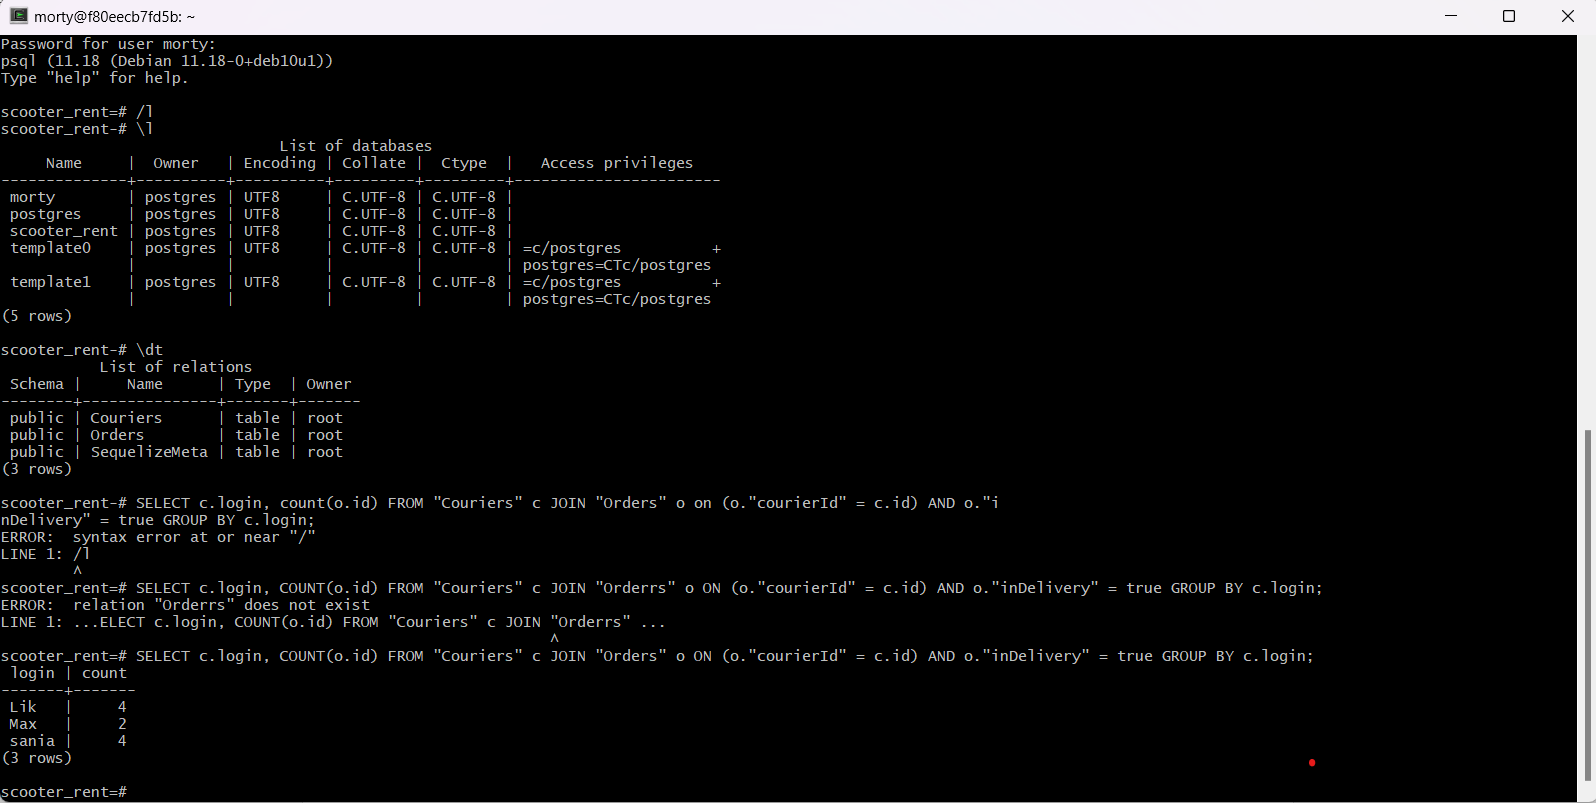 morty@f80eecb7fd5b: ~
Password for user morty:
psql (11.18 (Debian 11.18-0+deb10u1))
Type "help" for help.

scooter_rent=# /l
scooter_rent-# \l
                               List of databases
     Name     |  Owner   | Encoding | Collate |  Ctype  |   Access privileges
--------------+----------+----------+---------+---------+-----------------------
 morty        | postgres | UTF8     | C.UTF-8 | C.UTF-8 |
 postgres     | postgres | UTF8     | C.UTF-8 | C.UTF-8 |
 scooter_rent | postgres | UTF8     | C.UTF-8 | C.UTF-8 |
 template0    | postgres | UTF8     | C.UTF-8 | C.UTF-8 | =c/postgres          +
              |          |          |         |         | postgres=CTc/postgres
 template1    | postgres | UTF8     | C.UTF-8 | C.UTF-8 | =c/postgres          +
              |          |          |         |         | postgres=CTc/postgres
(5 rows)

scooter_rent-# \dt
           List of relations
 Schema |     Name      | Type  | Owner
--------+---------------+-------+-------
 public | Couriers      | table | root
 public | Orders        | table | root
 public | SequelizeMeta | table | root
(3 rows)

scooter_rent-# SELECT c.login, count(o.id) FROM "Couriers" c JOIN "Orders" o on (o."courierId" = c.id) AND o."i
nDelivery" = true GROUP BY c.login;
ERROR:  syntax error at or near "/"
LINE 1: /l
        ^
scooter_rent=# SELECT c.login, COUNT(o.id) FROM "Couriers" c JOIN "Orderrs" o ON (o."courierId" = c.id) AND o."inDelivery" = true GROUP BY c.login;
ERROR:  relation "Orderrs" does not exist
LINE 1: ...ELECT c.login, COUNT(o.id) FROM "Couriers" c JOIN "Orderrs" ...
                                                             ^
scooter_rent=# SELECT c.login, COUNT(o.id) FROM "Couriers" c JOIN "Orders" o ON (o."courierId" = c.id) AND o."inDelivery" = true GROUP BY c.login;
 login | count
-------+-------
 Lik   |     4
 Max   |     2
 sania |     4
(3 rows)

scooter_rent=#